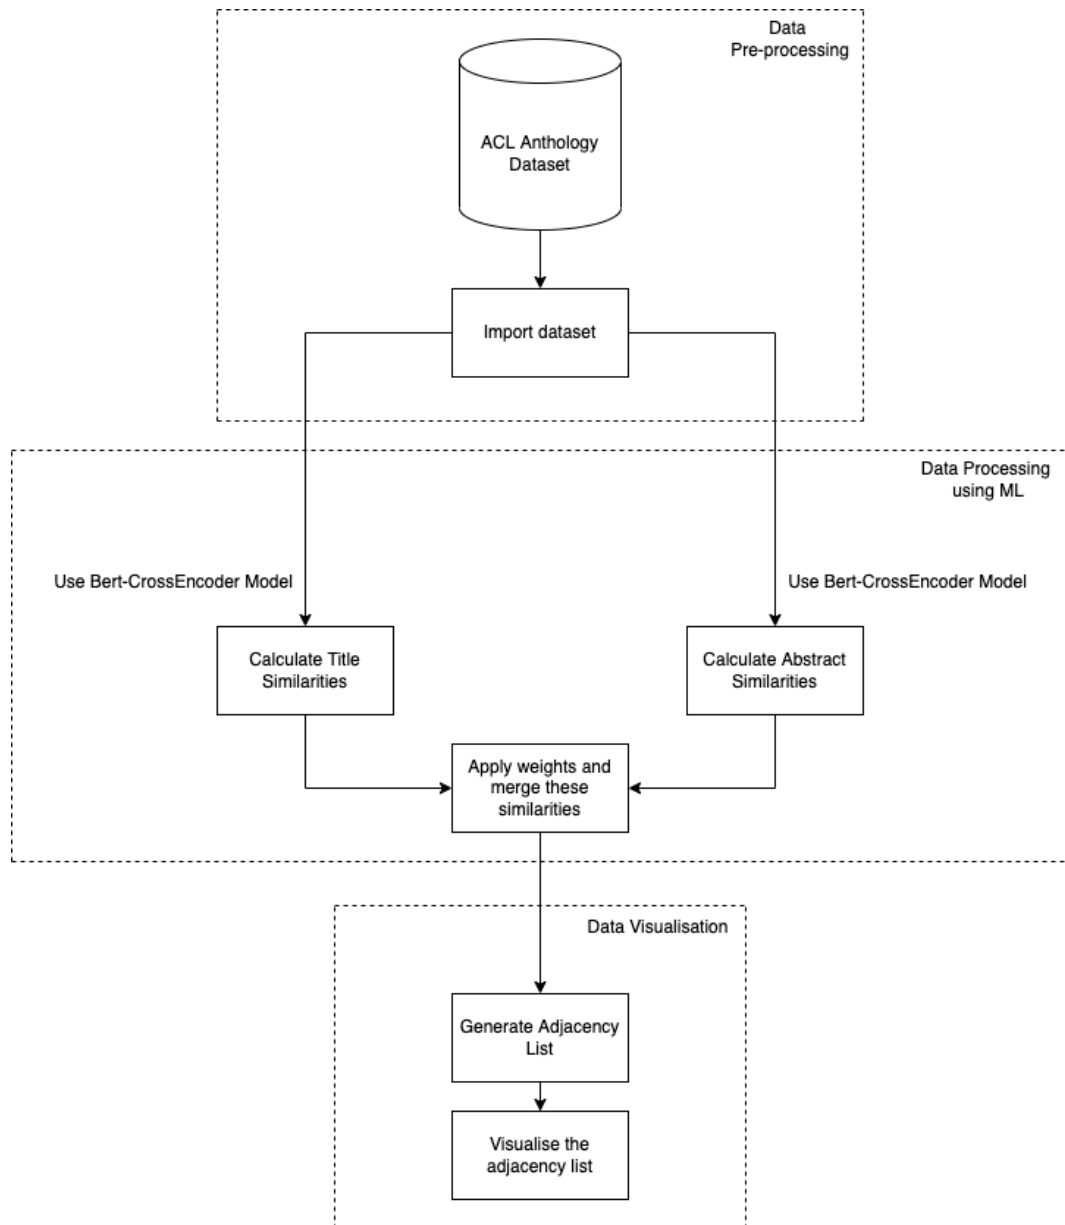 Data
Pre-processing
ACL Anthology
Dataset
Import dataset
Data Processing
using ML
Use Bert-CrossEncoder Model
Use Bert-CrossEncoder Model
Calculate Title
Similarities
Calculate Abstract
Similarities
Apply weights and
merge these
similarities
Data Visualisation
Generate Adjacency
List
Visualise the
adjacency list